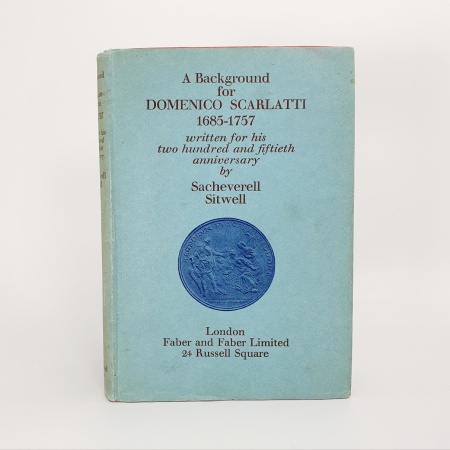 A Background
for
DOMENICO SCARLATTI
1685-1757
written for his
two hundred and fiftieth
anniversary
by
Sacheverell
Sitwell
London
Faber and Faber Limited
24 Russell Square